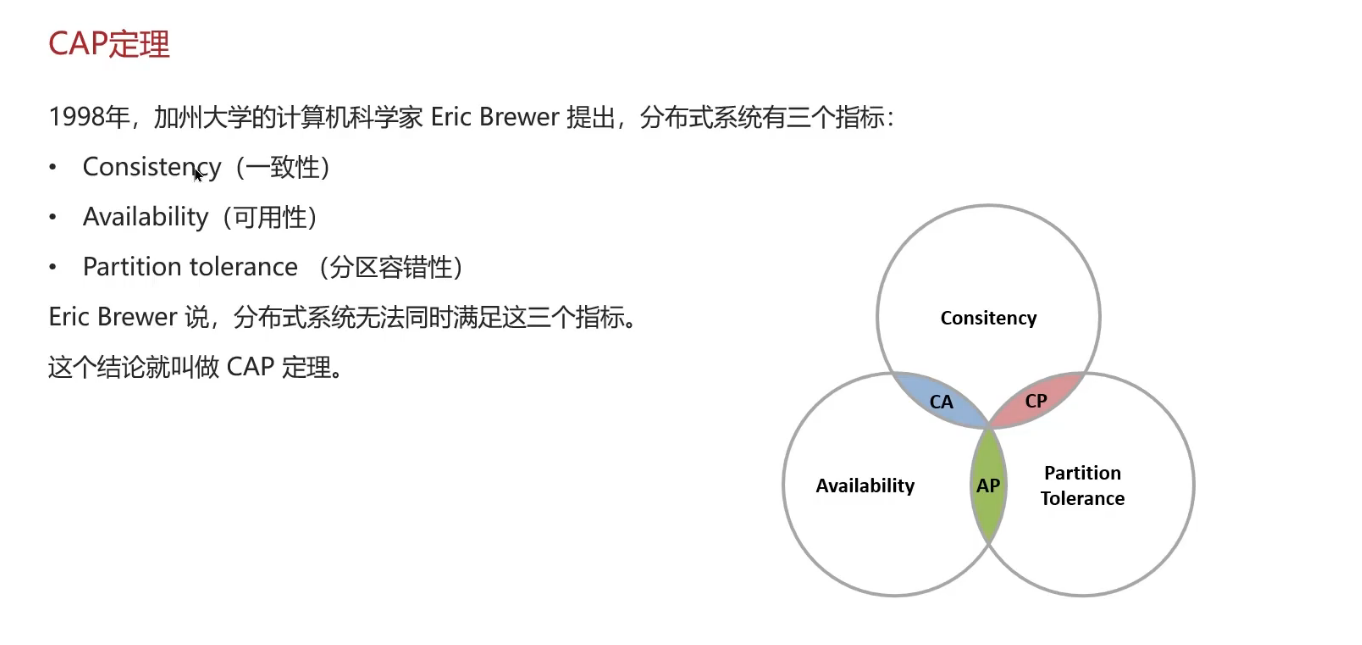 CAP定理
1998年，加州大学的计算机科学家 Eric Brewer 提出，分布式系统有三个指标：
• Consistency（一致性）
• Availability（可用性）
• Partition tolerance （分区容错性）
Eric Brewer 说，分布式系统无法同时满足这三个指标。
这个结论就叫做 CAP 定理。
Consitency
CA
CP
Availability
AP
Partition
Tolerance